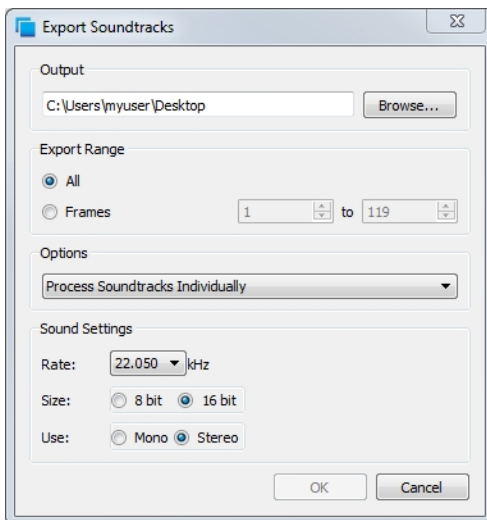 Export Soundtracks
Output
C:\Users\myuser\Desktop
Browse...
Export Range
All
Frames 1 to 119
Options
Process Soundtracks Individually
Sound Settings
Rate: 22.050 kHz
Size: 8 bit 16 bit
Use: Mono Stereo
OK Cancel